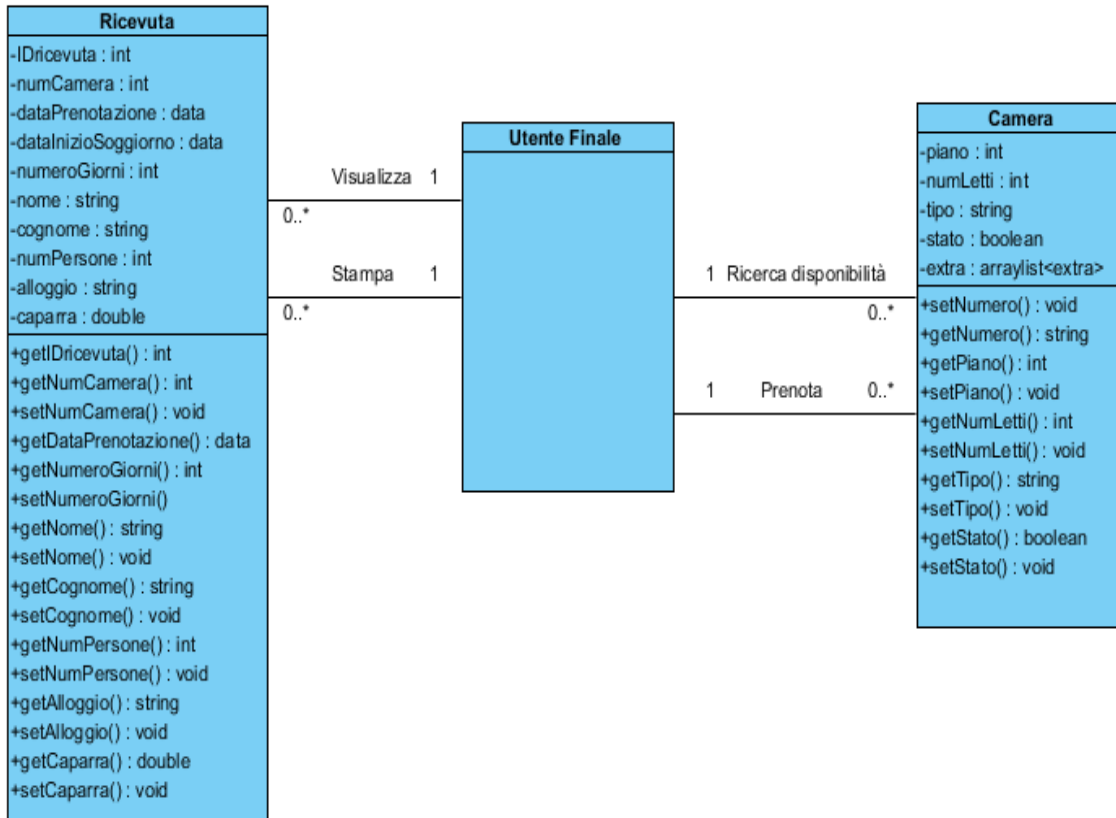 Ricevuta
-IDricevuta : int
-numCamera : int
-dataPrenotazione : data
-dataInizioSoggiorno : data
-numeroGiorni : int
-nome : string
-cognome : string
-numPersone : int
-alloggio : string
-caparra : double
+getIDricevuta() : int
+getNumCamera() : int
+setNumCamera() : void
+getDataPrenotazione() : data
+getNumeroGiorni() : int
+setNumeroGiorni()
+getNome() : string
+setNome() : void
+getCognome() : string
+setCognome() : void
+getNumPersone() : int
+setNumPersone() : void
+getAlloggio() : string
+setAlloggio() : void
+getCaparra() : double
+setCaparra() : void
Visualizza 1
0..*
Stampa 1
0..*
Utente Finale
1 Ricerca disponibilità
0..*
1 Prenota 0..*
Camera
-piano : int
-numLetti : int
-tipo : string
-stato : boolean
-extra : arraylist<extra>
+setNumero() : void
+getNumero() : string
+getPiano() : int
+setPiano() : void
+getNumLetti() : int
+setNumLetti() : void
+getTipo() : string
+setTipo() : void
+getStato() : boolean
+setStato() : void